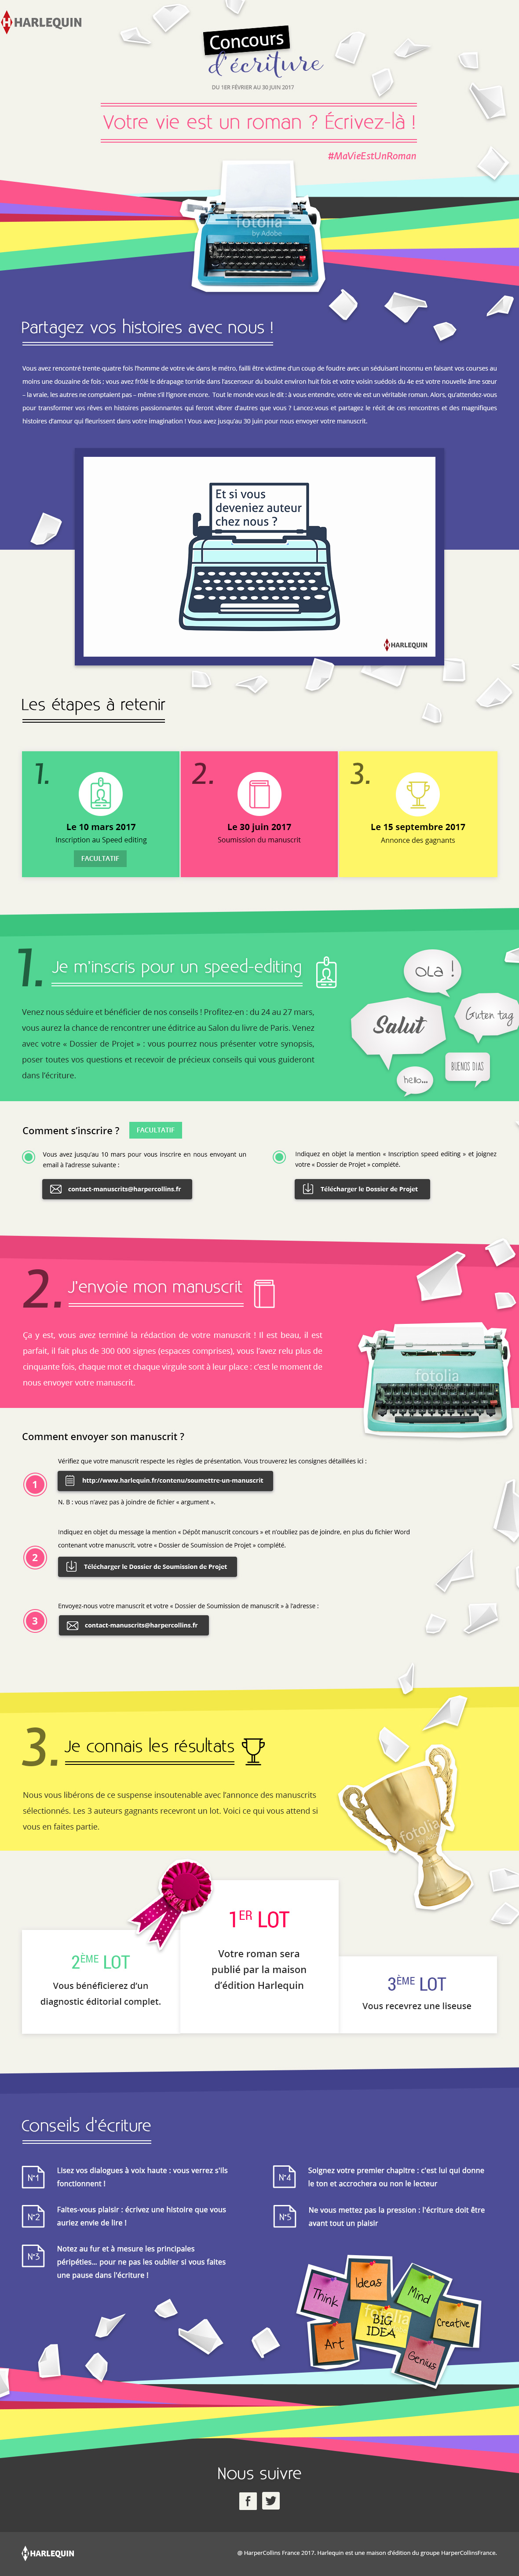 HARLEQUIN
Concours
d'écriture
DU 1ER FÉVRIER AU 30 JUIN 2017
Votre vie est un roman ? Écrivez-là !
#MaVieEstUnRoman
fotolia
by Adobe
Partagez vos histoires avec nous !
Vous avez rencontré trente-quatre fois l'homme de votre vie dans le métro, failli être victime d'un coup de foudre avec un séduisant inconnu en faisant vos courses au
moins une douzaine de fois ; vous avez frôlé le dérapage torride dans l'ascenseur du boulot environ huit fois et votre voisin suédois du 4e est votre nouvelle âme sœur
– la vraie, les autres ne comptaient pas – même s'il l'ignore encore. Tout le monde vous le dit : à vous entendre, votre vie est un véritable roman. Alors, qu'attendez-vous
pour transformer vos rêves en histoires passionnantes qui feront vibrer d'autres que vous ? Lancez-vous et partagez le récit de ces rencontres et des magnifiques
histoires d'amour qui fleurissent dans votre imagination ! Vous avez jusqu'au 30 juin pour nous envoyer votre manuscrit.
Et si vous
deveniez auteur
chez nous ?
HARLEQUIN
Les étapes à retenir
1.
Le 10 mars 2017
Inscription au Speed editing
FACULTATIF
2.
Le 30 juin 2017
Soumission du manuscrit
3.
Le 15 septembre 2017
Annonce des gagnants
1. Je m'inscris pour un speed-editing
Venez nous séduire et bénéficier de nos conseils ! Profitez-en : du 24 au 27 mars,
vous aurez la chance de rencontrer une éditrice au Salon du livre de Paris. Venez
avec votre « Dossier de Projet » : vous pourrez nous présenter votre synopsis,
poser toutes vos questions et recevoir de précieux conseils qui vous guideront
dans l'écriture.
Ola !
Salut
Guten tag
BUENOS DIAS
hello...
Comment s'inscrire ? FACULTATIF
Vous avez jusqu'au 10 mars pour vous inscrire en nous envoyant un
email à l'adresse suivante :
contact-manuscrits@harpercollins.fr
Indiquez en objet la mention « Inscription speed editing » et joignez
votre « Dossier de Projet » complété.
Télécharger le Dossier de Projet
2. J'envoie mon manuscrit
Ça y est, vous avez terminé la rédaction de votre manuscrit ! Il est beau, il est
parfait, il fait plus de 300 000 signes (espaces comprises), vous l'avez relu plus de
cinquante fois, chaque mot et chaque virgule sont à leur place : c'est le moment de
nous envoyer votre manuscrit.
fotolia
by Adobe
Comment envoyer son manuscrit ?
1
Vérifiez que votre manuscrit respecte les règles de présentation. Vous trouverez les consignes détaillées ici :
http://www.harlequin.fr/contenu/soumettre-un-manuscrit
N. B : vous n'avez pas à joindre de fichier « argument ».
2
Indiquez en objet du message la mention « Dépôt manuscrit concours » et n'oubliez pas de joindre, en plus du fichier Word
contenant votre manuscrit, votre « Dossier de Soumission de Projet » complété.
Télécharger le Dossier de Soumission de Projet
3
Envoyez-nous votre manuscrit et votre « Dossier de Soumission de manuscrit » à l'adresse :
contact-manuscrits@harpercollins.fr
3. Je connais les résultats
Nous vous libérons de ce suspense insoutenable avec l'annonce des manuscrits
sélectionnés. Les 3 auteurs gagnants recevront un lot. Voici ce qui vous attend si
vous en faites partie.
fotolia
1ER LOT
Votre roman sera
publié par la maison
d'édition Harlequin
2ÈME LOT
Vous bénéficierez d'un
diagnostic éditorial complet.
3ÈME LOT
Vous recevrez une liseuse
Conseils d'écriture
N°1
Lisez vos dialogues à voix haute : vous verrez s'ils
fonctionnent !
N°2
Faites-vous plaisir : écrivez une histoire que vous
auriez envie de lire !
N°3
Notez au fur et à mesure les principales
péripéties... pour ne pas les oublier si vous faites
une pause dans l'écriture !
N°4
Soignez votre premier chapitre : c'est lui qui donne
le ton et accrochera ou non le lecteur
N°5
Ne vous mettez pas la pression : l'écriture doit être
avant tout un plaisir
Ideas
Think
Mind
fotolia
BIG
IDEA
Creative
Art
Genius
Nous suivre
HARLEQUIN
@ HarperCollins France 2017. Harlequin est une maison d'édition du groupe HarperCollinsFrance.